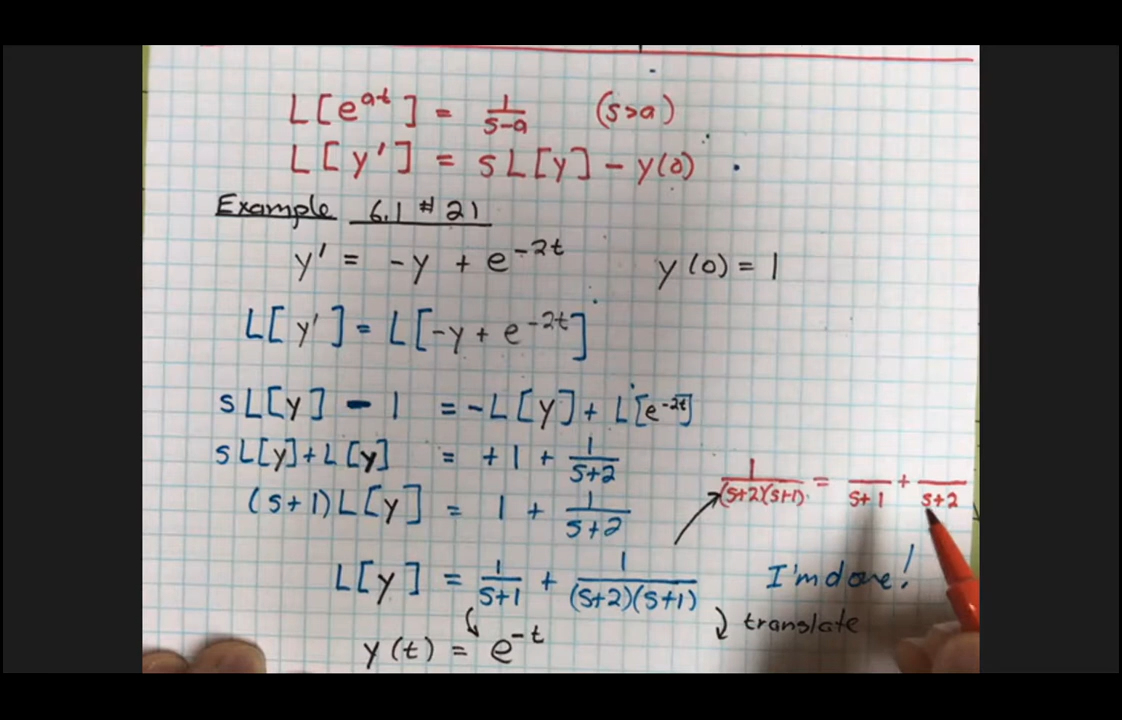 L[e^{at}] = 1/(s-a) (s>a)
L[y'] = sL[y] - y(0)
Example 6.1 # 21
y' = -y + e^{-2t} y(0) = 1
L[y'] = L[-y + e^{-2t}]
sL[y] - 1 = -L[y] + L[e^{-2t}]
sL[y] + L[y] = +1 + 1/(s+2)
1/((s+2)(s+1)) = /(s+1) + /(s+2)
(s+1)L[y] = 1 + 1/(s+2)
L[y] = 1/(s+1) + 1/((s+2)(s+1)) I'm done!
translate
y(t) = e^{-t}